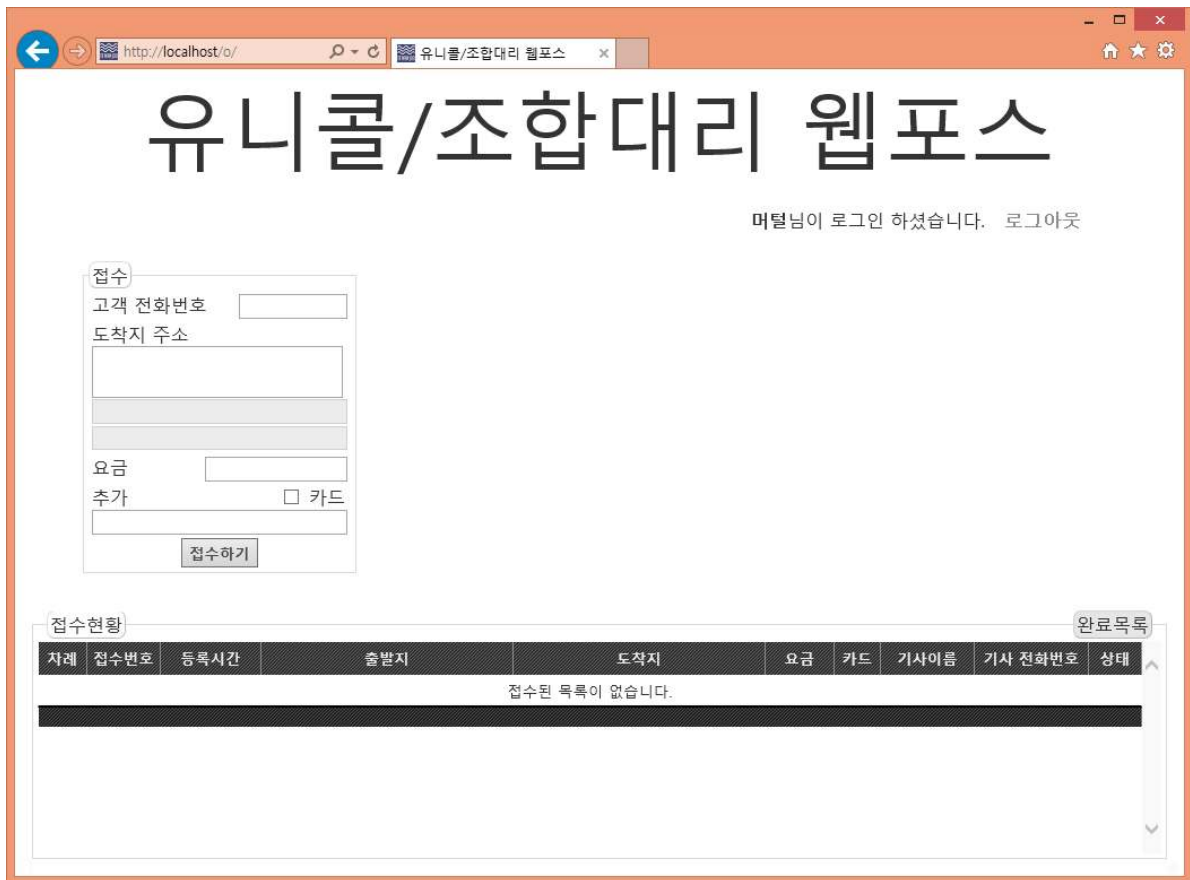 http://localhost/o/
유니콜/조합대리 웹포스
유니콜/조합대리 웹포스
머털님이 로그인 하셨습니다. 로그아웃
접수
고객 전화번호
도착지 주소
요금
추가 카드
접수하기
접수현황 완료목록
차례 접수번호 등록시간 출발지 도착지 요금 카드 기사이름 기사 전화번호 상태
접수된 목록이 없습니다.